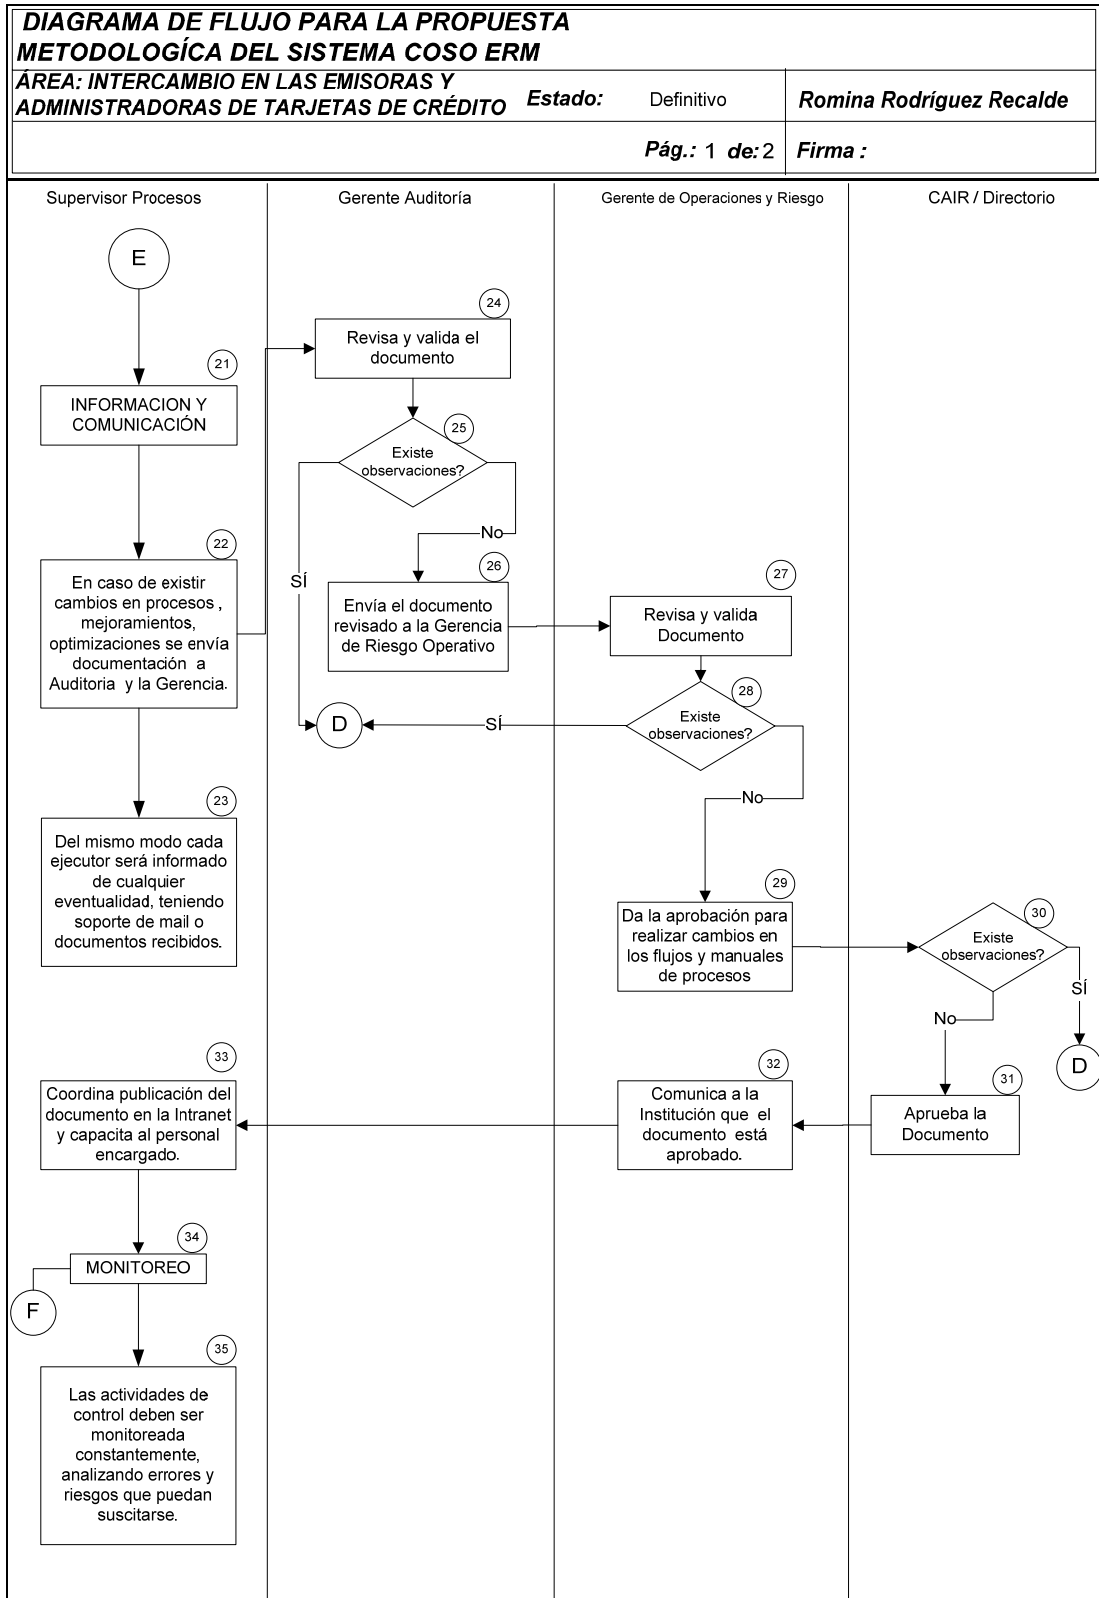 DIAGRAMA DE FLUJO PARA LA PROPUESTA
METODOLOGÍCA DEL SISTEMA COSO ERM
ÁREA: INTERCAMBIO EN LAS EMISORAS Y
ADMINISTRADORAS DE TARJETAS DE CRÉDITO
Estado: Definitivo
Romina Rodríguez Recalde
Pág.: 1 de: 2
Firma :
Supervisor Procesos
Gerente Auditoría
Gerente de Operaciones y Riesgo
CAIR / Directorio
E
21
INFORMACION Y
COMUNICACIÓN
22
En caso de existir
cambios en procesos ,
mejoramientos,
optimizaciones se envía
documentación a
Auditoria y la Gerencia.
23
Del mismo modo cada
ejecutor será informado
de cualquier
eventualidad, teniendo
soporte de mail o
documentos recibidos.
24
Revisa y valida el
documento
25
Existe
observaciones?
SÍ
No
26
Envía el documento
revisado a la Gerencia
de Riesgo Operativo
D
27
Revisa y valida
Documento
28
Existe
observaciones?
SÍ
No
29
Da la aprobación para
realizar cambios en
los flujos y manuales
de procesos
30
Existe
observaciones?
SÍ
No
D
31
Aprueba la
Documento
32
Comunica a la
Institución que el
documento está
aprobado.
33
Coordina publicación del
documento en la Intranet
y capacita al personal
encargado.
34
MONITOREO
F
35
Las actividades de
control deben ser
monitoreada
constantemente,
analizando errores y
riesgos que puedan
suscitarse.